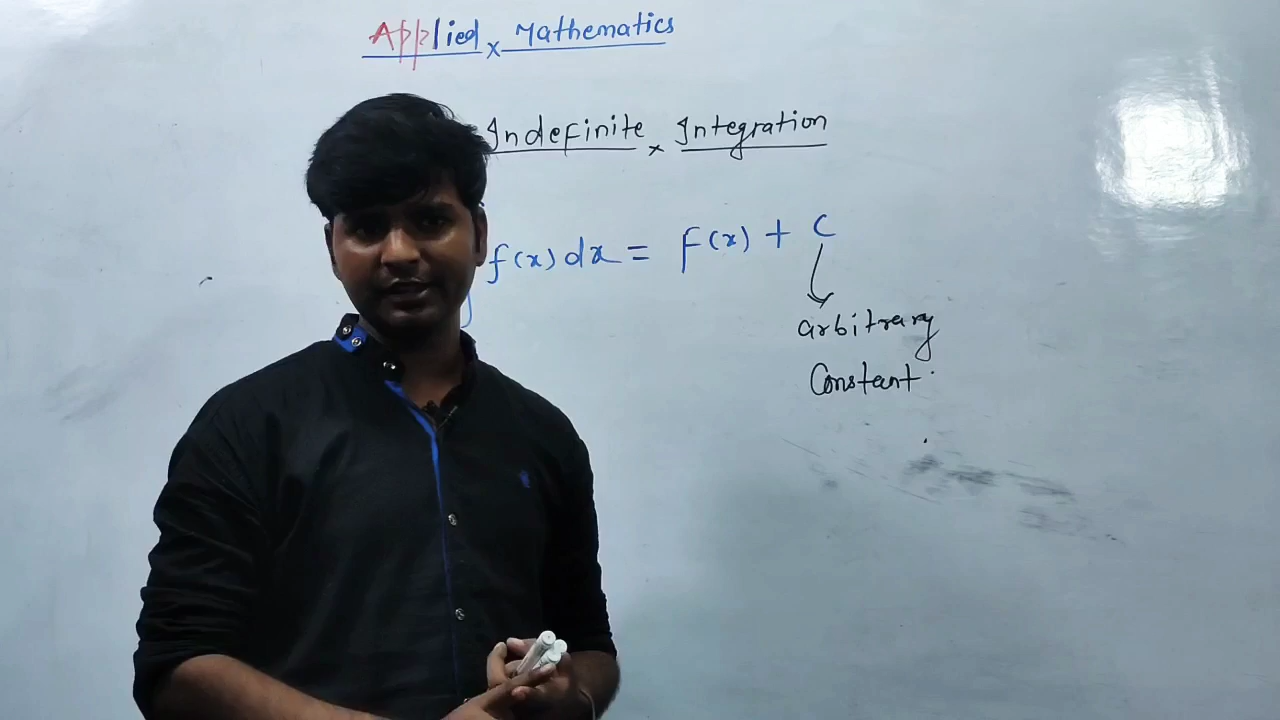 Applied x Mathematics
Indefinite x Integration
∫ f(x) dx = F(x) + C
arbitrary
Constant.